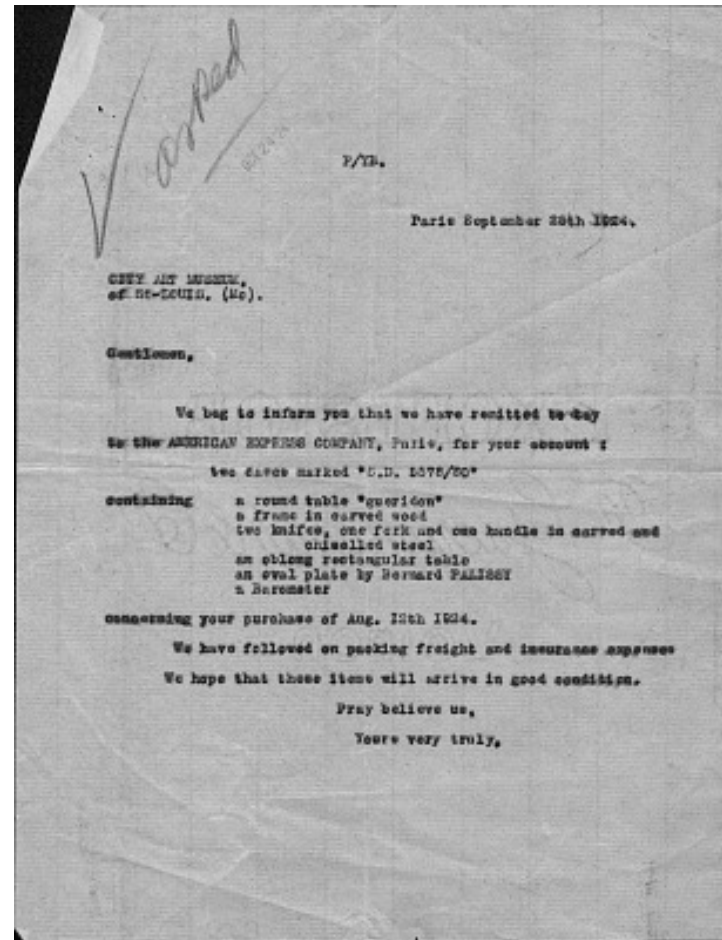 P/YB.
Paris September 28th 1924.
CITY ART MUSEUM,
of St-LOUIS, (Mo).
Gentlemen,
We beg to inform you that we have remitted to day
to the AMERICAN EXPRESS COMPANY, Paris, for your account :
two cases marked
containing a round table "gueridon"
a frame in carved wood
two knifes, one fork and one handle in carved and
chiselled steel
an oblong rectangular table
an oval plate by Bernard PALISSY
a Barometer
concerning your purchase of Aug. 12th 1924.
We have followed on packing freight and insurance expenses
We hope that these items will arrive in good condition.
Pray believe us,
Yours very truly,